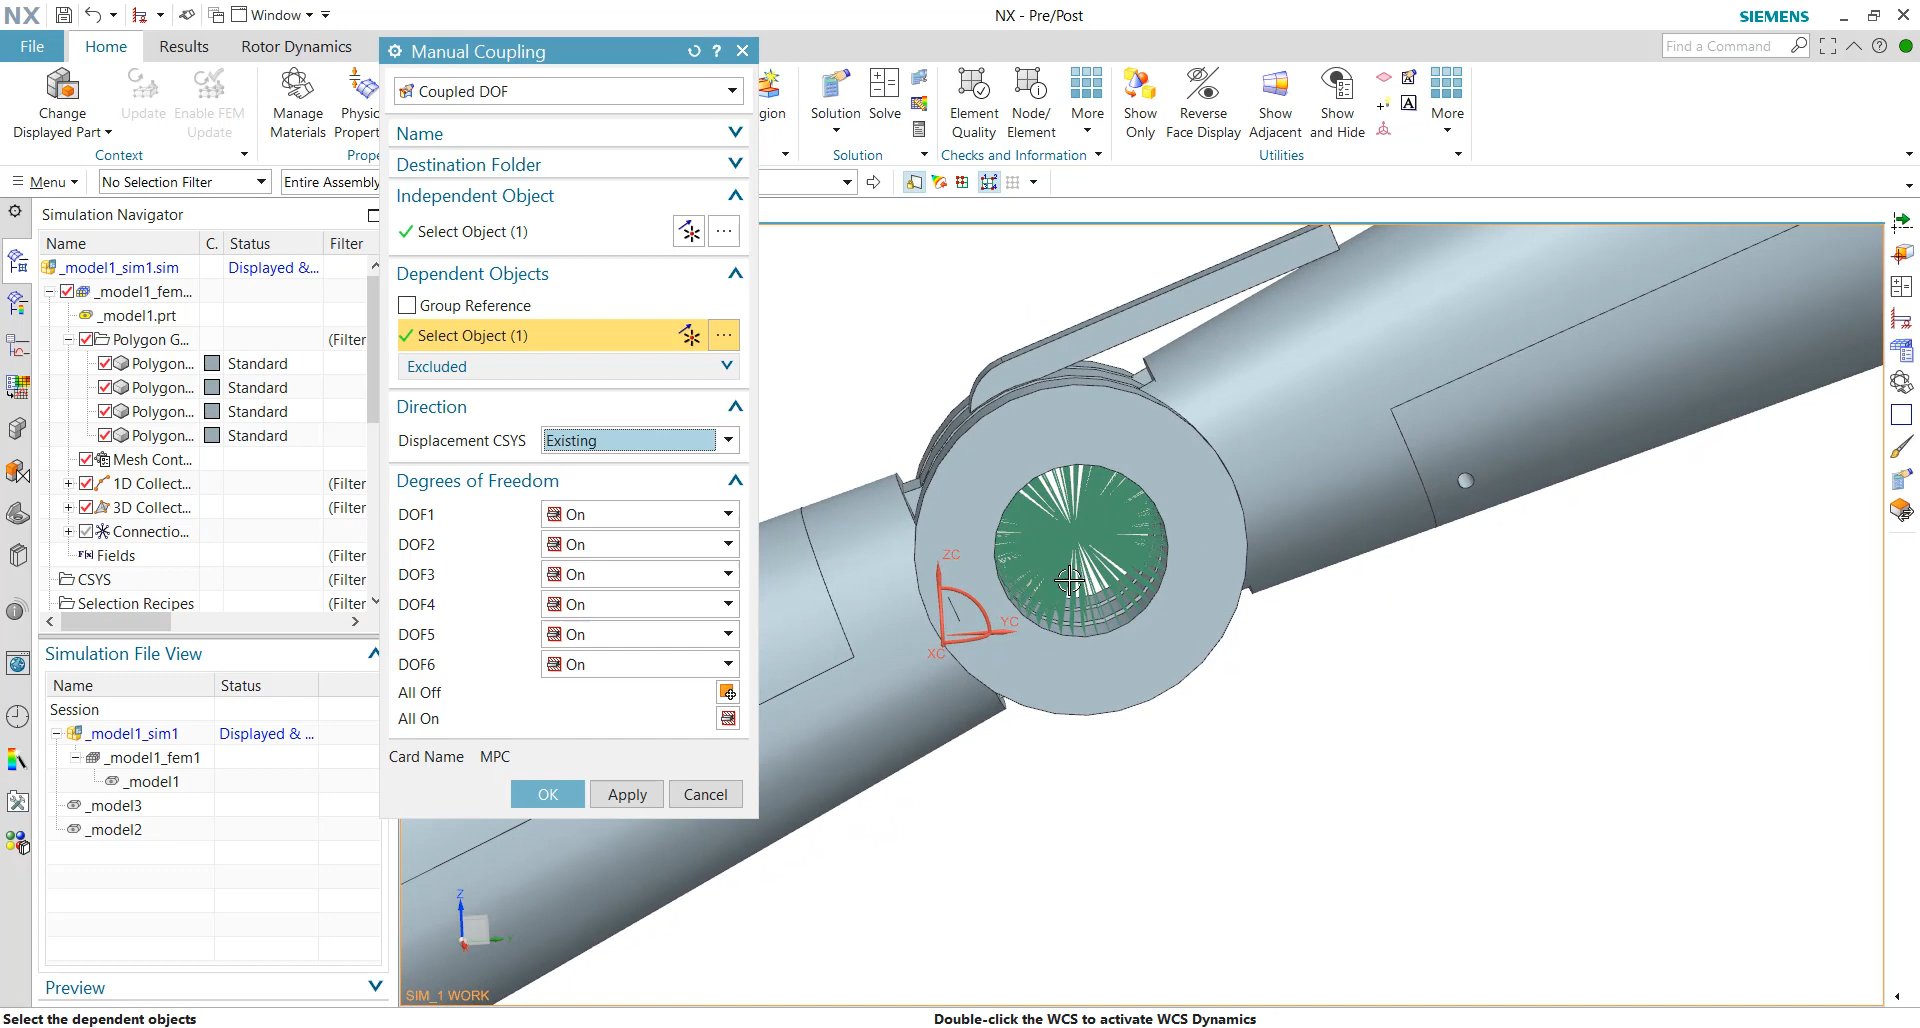 NX
Window
NX - Pre/Post
SIEMENS
File
Home
Results
Rotor Dynamics
Find a Command
Manual Coupling
Coupled DOF
Name
Destination Folder
Independent Object
Select Object (1)
Dependent Objects
Group Reference
Select Object (1)
Excluded
Direction
Displacement CSYS
Existing
Degrees of Freedom
DOF1
On
DOF2
On
DOF3
On
DOF4
On
DOF5
On
DOF6
On
All Off
All On
Card Name
MPC
OK
Apply
Cancel
Change
Displayed Part
Update
Enable FEM
Update
Manage
Materials
Physic
Propert
gion
Solution
Solve
Element
Quality
Node/
Element
More
Show
Only
Reverse
Face Display
Show
Adjacent
Show
and Hide
More
Context
Prope
Solution
Checks and Information
Utilities
Menu
No Selection Filter
Entire Assembly
Simulation Navigator
Name
C.
Status
Filter
_model1_sim1.sim
Displayed &...
_model1_fem...
_model1.prt
Polygon G...
(Filter
Polygon...
Standard
Polygon...
Standard
Polygon...
Standard
Polygon...
Standard
Mesh Cont...
1D Collect...
(Filter
3D Collect...
(Filter
Connectio...
(Filter
Fields
(Filter
CSYS
(Filter
Selection Recipes
(Filter
Simulation File View
Name
Status
Session
_model1_sim1
Displayed & ...
_model1_fem1
_model1
_model3
_model2
Preview
ZC
YC
XC
Z
SIM_1 WORK
Select the dependent objects
Double-click the WCS to activate WCS Dynamics